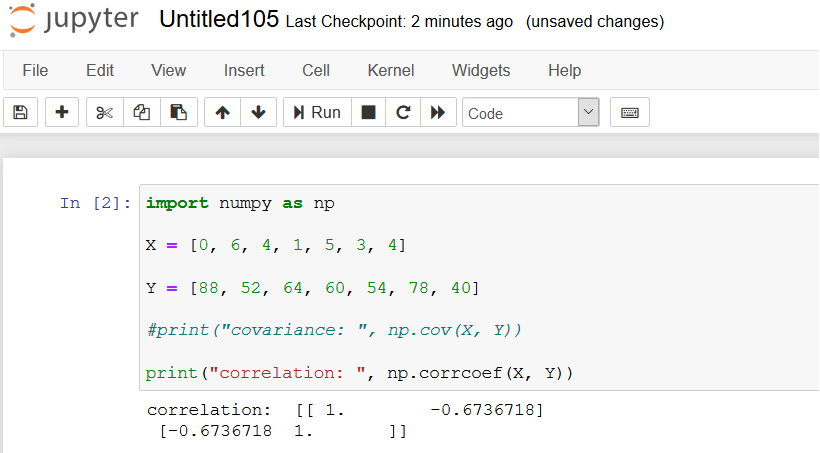 jupyter Untitled105 Last Checkpoint: 2 minutes ago (unsaved changes)
File Edit View Insert Cell Kernel Widgets Help
Run Code
In [2]: import numpy as np
X = [0, 6, 4, 1, 5, 3, 4]
Y = [88, 52, 64, 60, 54, 78, 40]
#print("covariance: ", np.cov(X, Y))
print("correlation: ", np.corrcoef(X, Y))
correlation:  [[ 1.        -0.6736718]
 [-0.6736718  1.       ]]